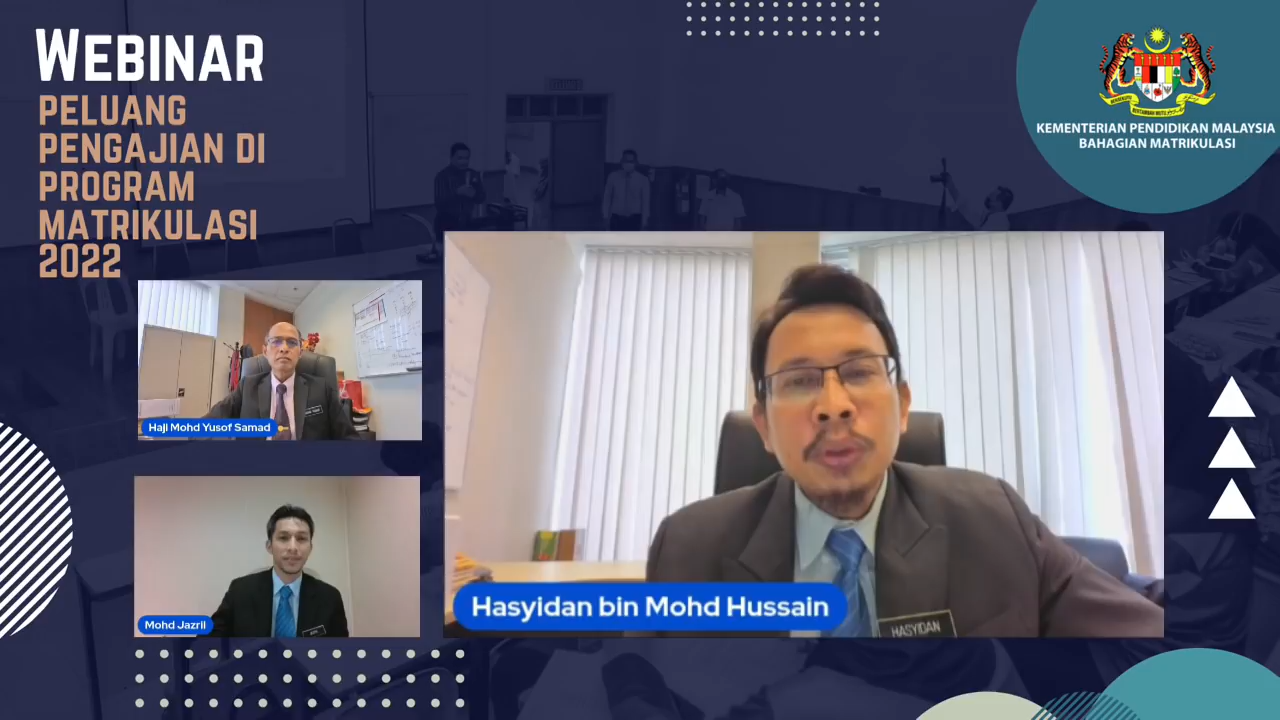 WEBINAR
PELUANG
PENGAJIAN DI
PROGRAM
MATRIKULASI
2022
KEMENTERIAN PENDIDIKAN MALAYSIA
BAHAGIAN MATRIKULASI
Haji Mohd Yusof Samad
Mohd Jazril
Hasyidan bin Mohd Hussain
HASYIDAN